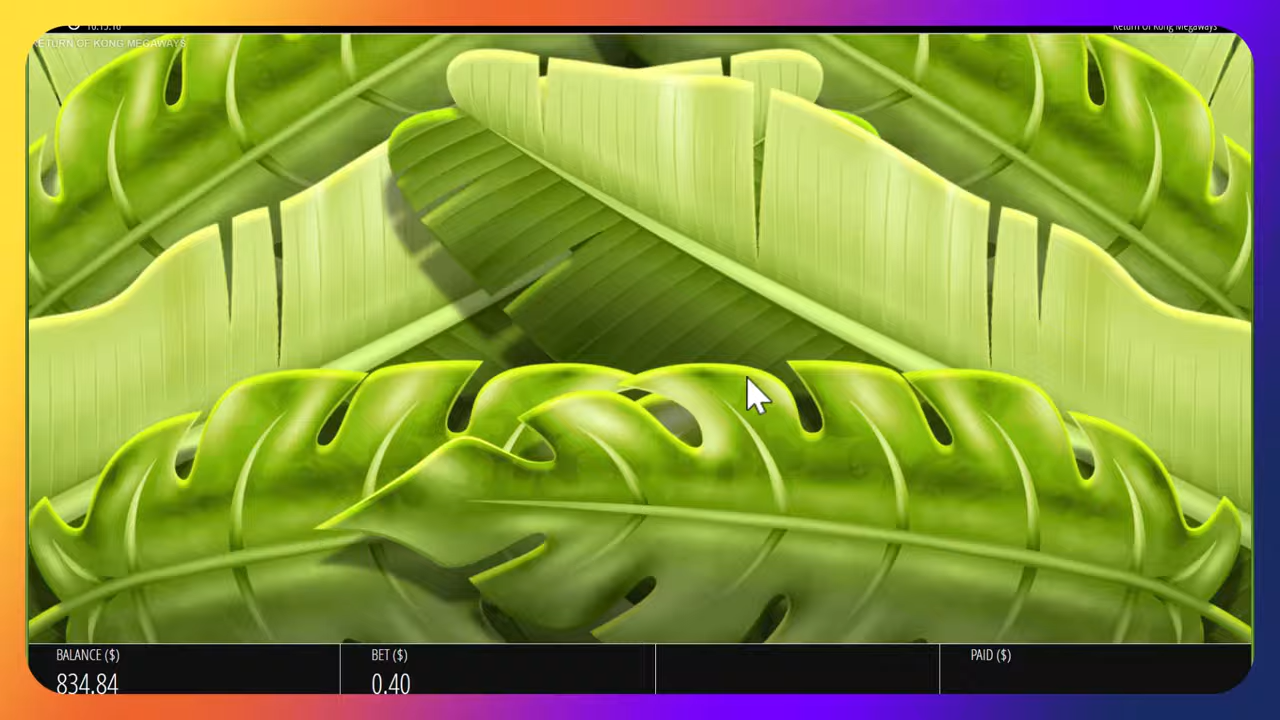 Return Of Kong Megaways
RETURN OF KONG MEGAWAYS
BALANCE ($)
BET ($)
PAID ($)
834.84
0.40